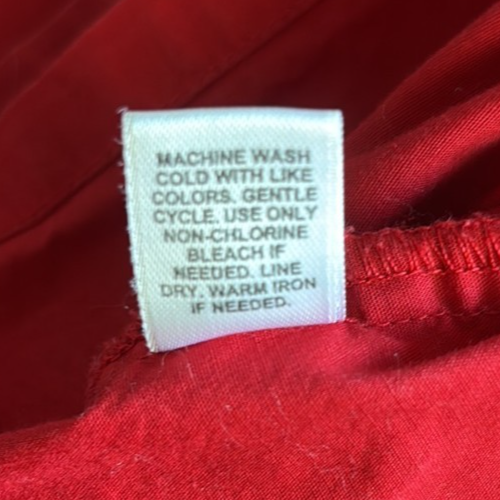 MACHINE WASH
COLD WITH LIKE
COLORS. GENTLE
CYCLE. USE ONLY
NON-CHLORINE
BLEACH IF
NEEDED. LINE
DRY. WARM IRON
IF NEEDED.